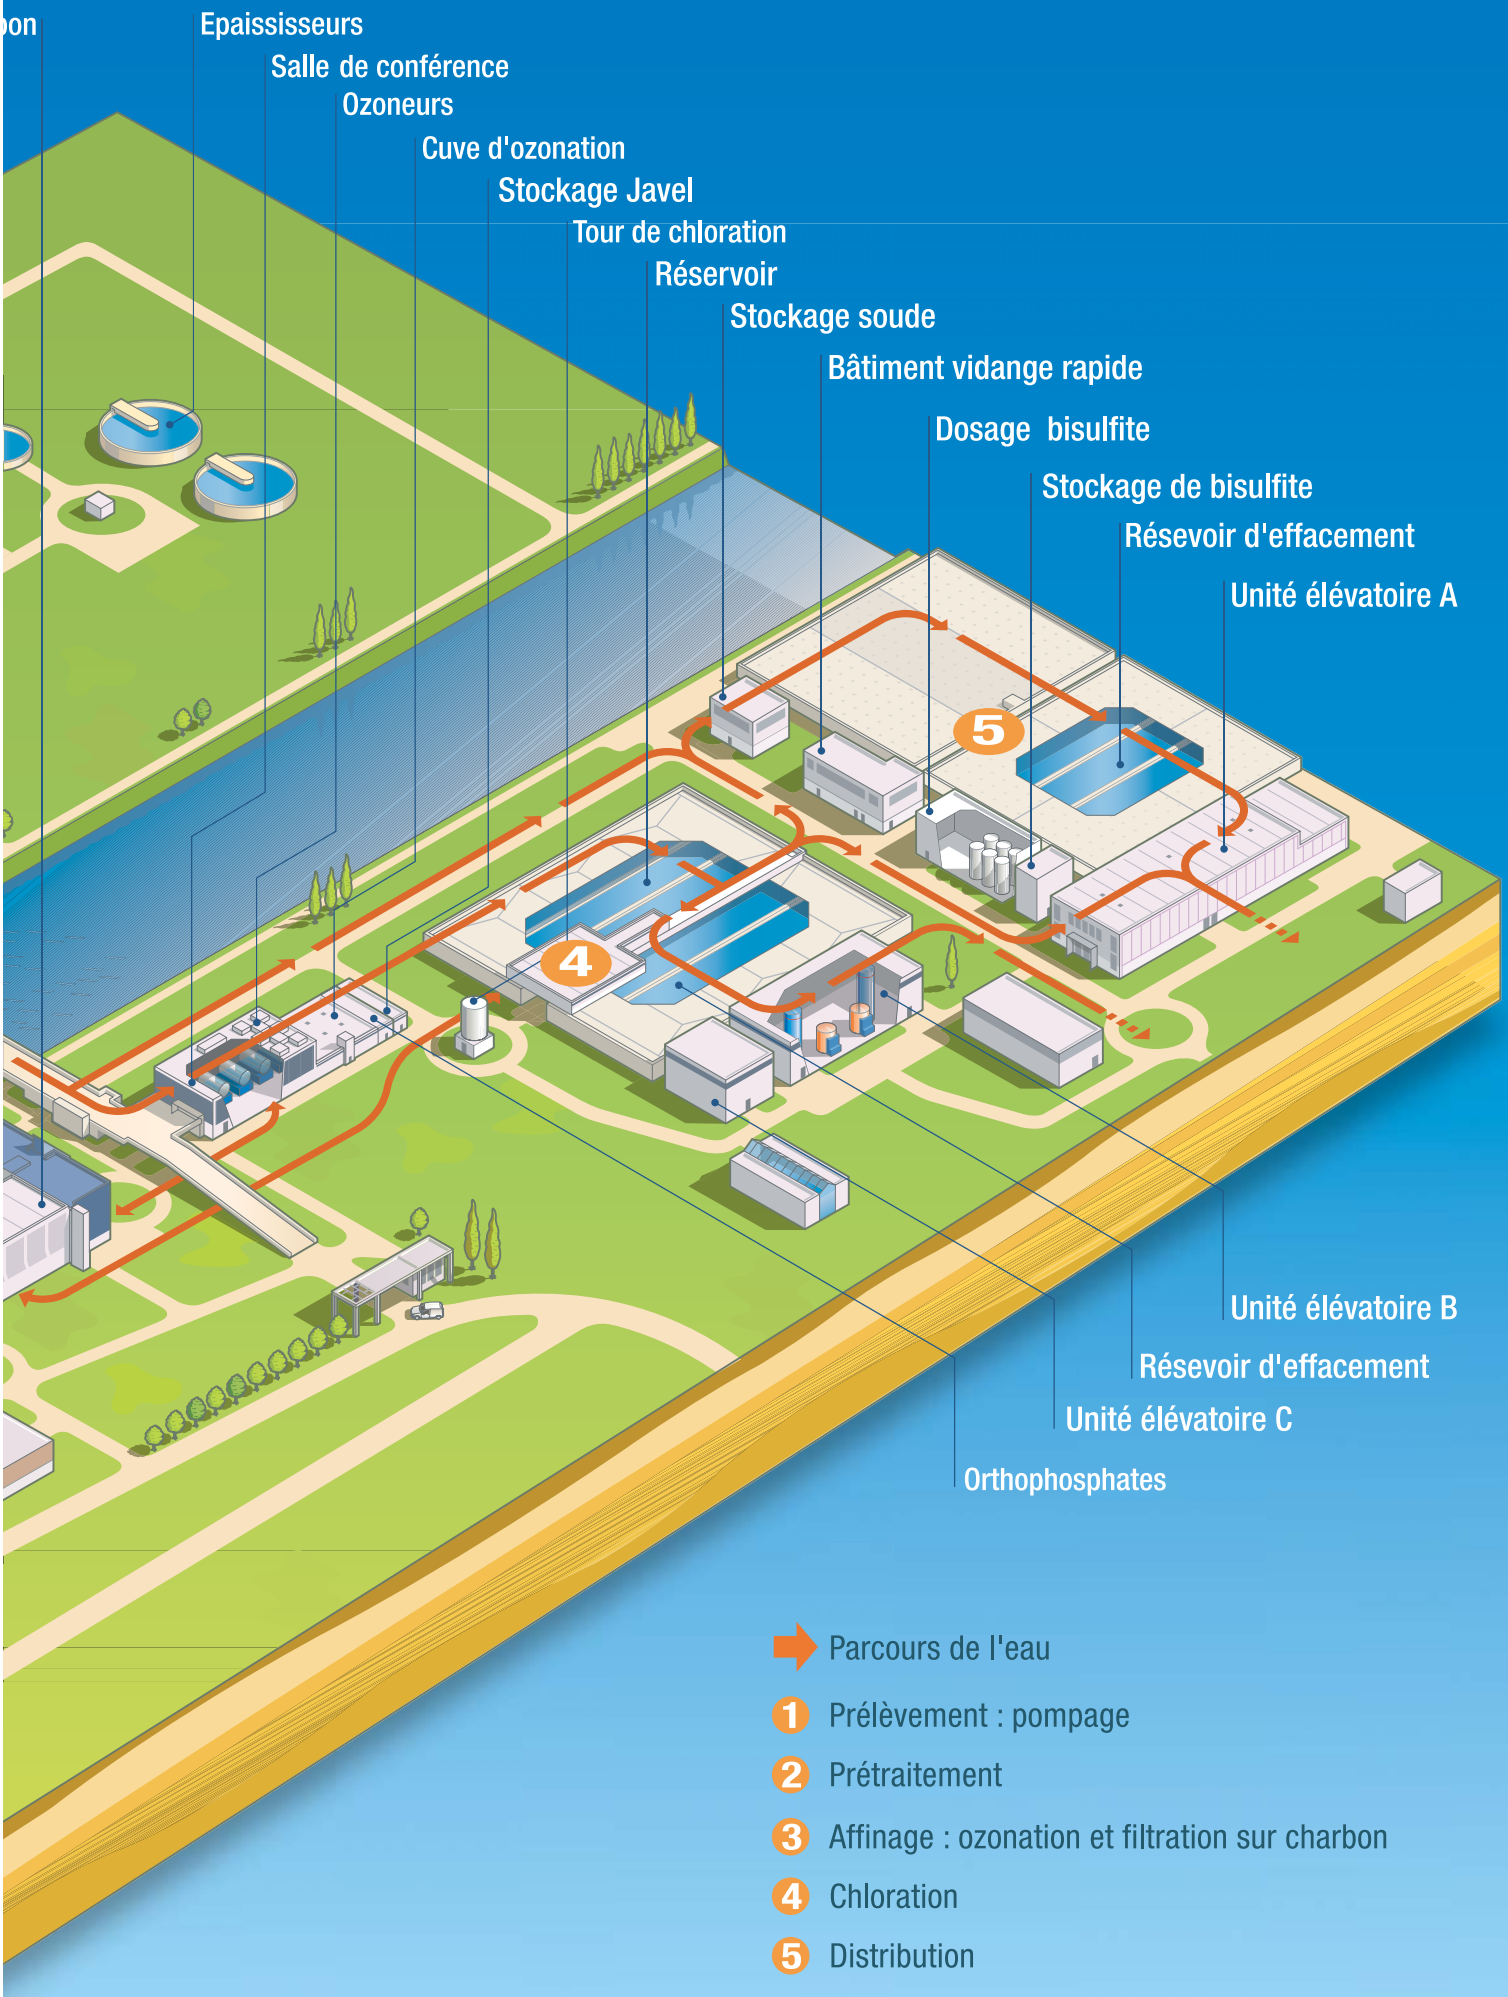 Epaississeurs
Salle de conférence
Ozoneurs
Cuve d'ozonation
Stockage Javel
Tour de chloration
Réservoir
Stockage soude
Bâtiment vidange rapide
Dosage bisulfite
Stockage de bisulfite
Résevoir d'effacement
Unité élévatoire A
5
4
Unité élévatoire B
Résevoir d'effacement
Unité élévatoire C
Orthophosphates
Parcours de l'eau
1 Prélèvement : pompage
2 Prétraitement
3 Affinage : ozonation et filtration sur charbon
4 Chloration
5 Distribution